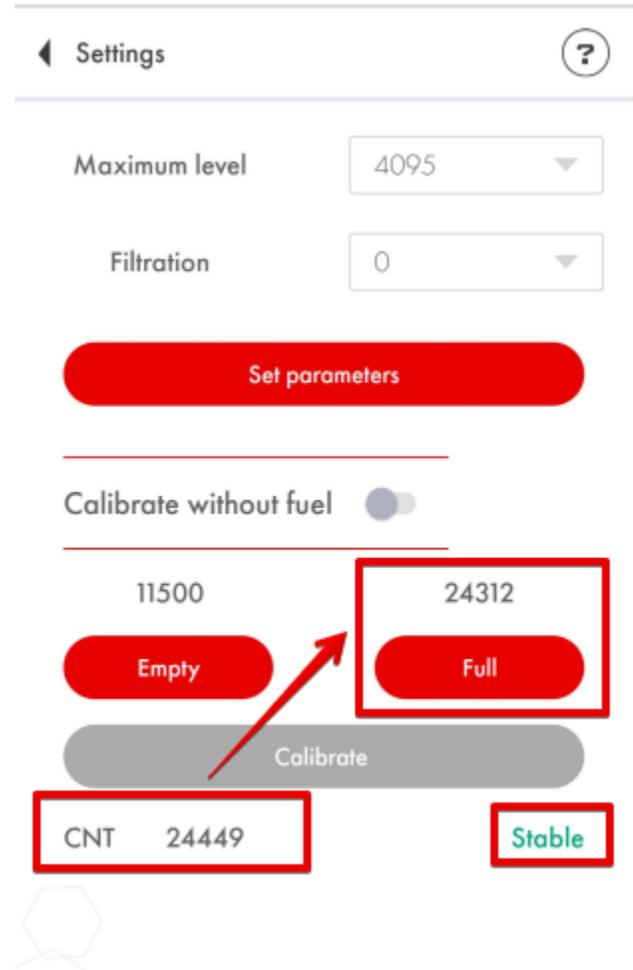 Settings ?
Maximum level 4095
Filtration 0
Set parameters
Calibrate without fuel
11500 24312
Empty Full
Calibrate
CNT 24449 Stable